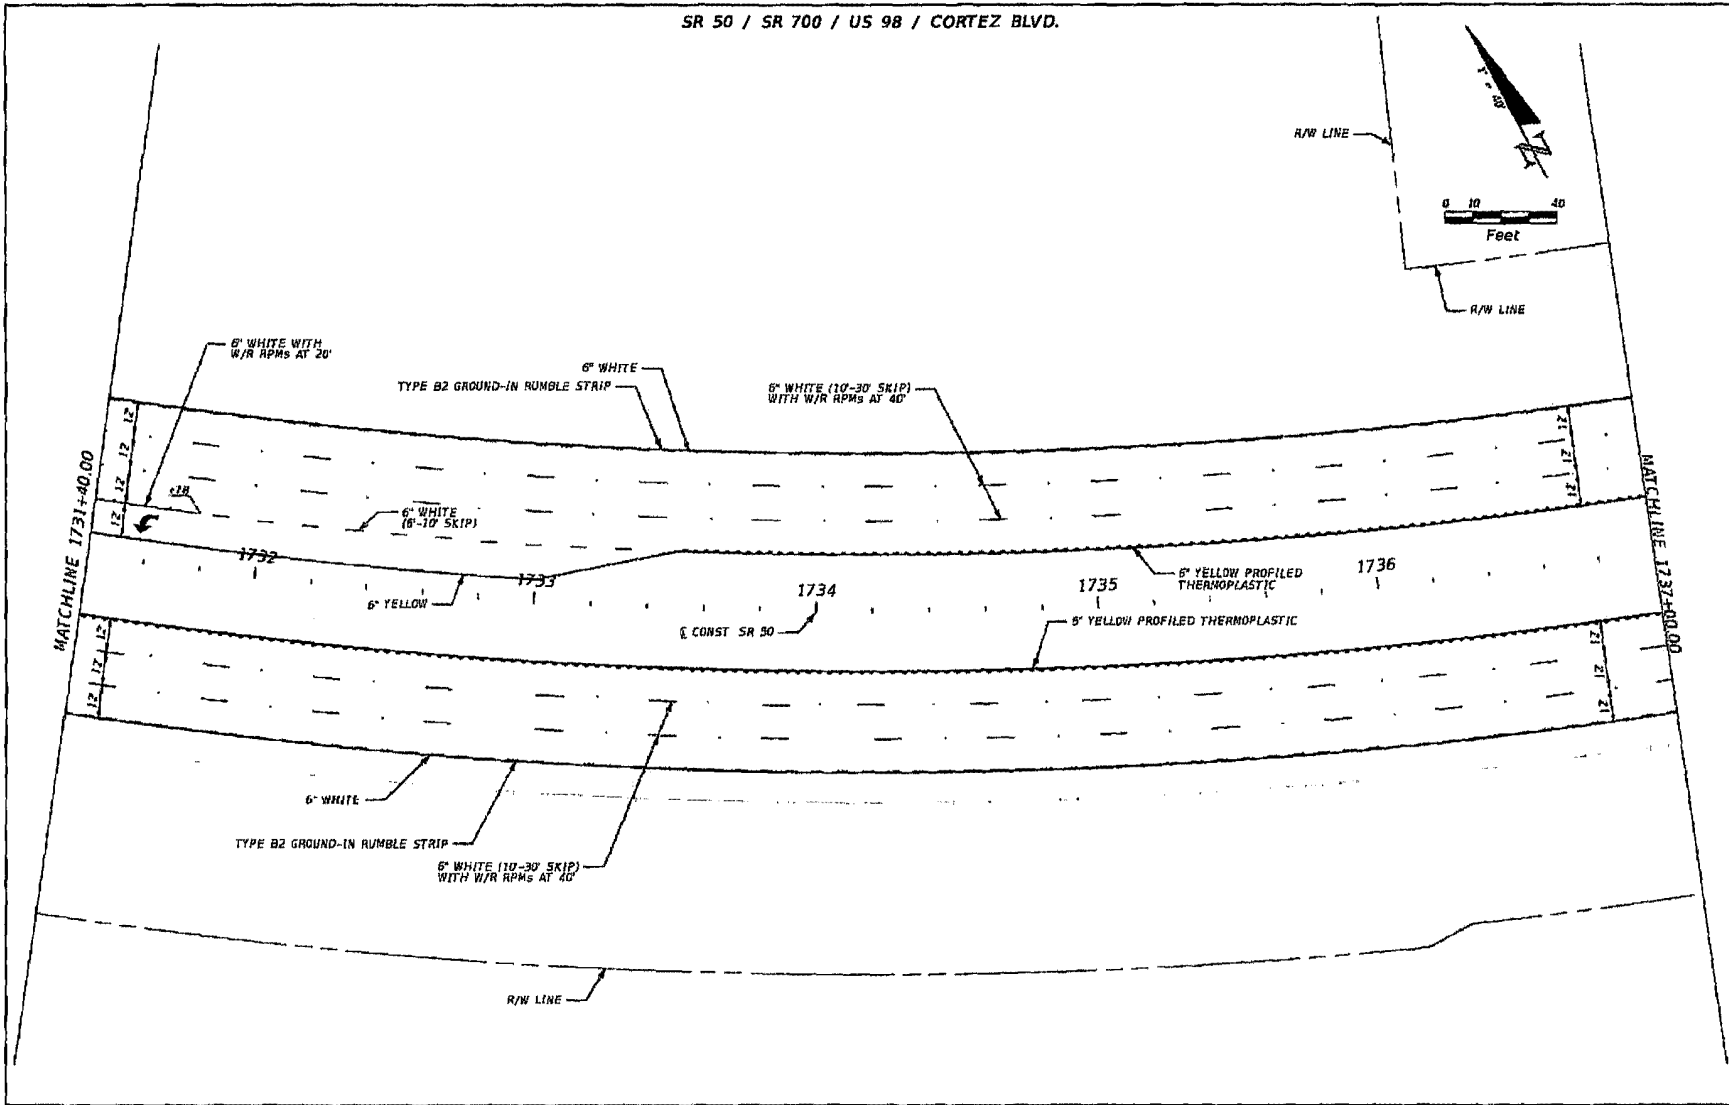 SR 50 / SR 700 / US 98 / CORTEZ BLVD.
R/W LINE
0 10 40
Feet
R/W LINE
6" WHITE WITH
W/R RPMs AT 20'
6" WHITE
TYPE B2 GROUND-IN RUMBLE STRIP
6" WHITE (10'-30' SKIP)
WITH W/R RPMs AT 40'
12
12
12
12
12
12
12
MATCHLINE 1731+40.00
MATCHLINE 1737+00.00
6" WHITE
(6'-10' SKIP)
1732
1733
1734
1735
1736
6" YELLOW PROFILED
THERMOPLASTIC
6" YELLOW
℄ CONST SR 50
6" YELLOW PROFILED THERMOPLASTIC
12
12
12
12
12
12
6" WHITE
TYPE B2 GROUND-IN RUMBLE STRIP
6" WHITE (10'-30' SKIP)
WITH W/R RPMs AT 40'
R/W LINE